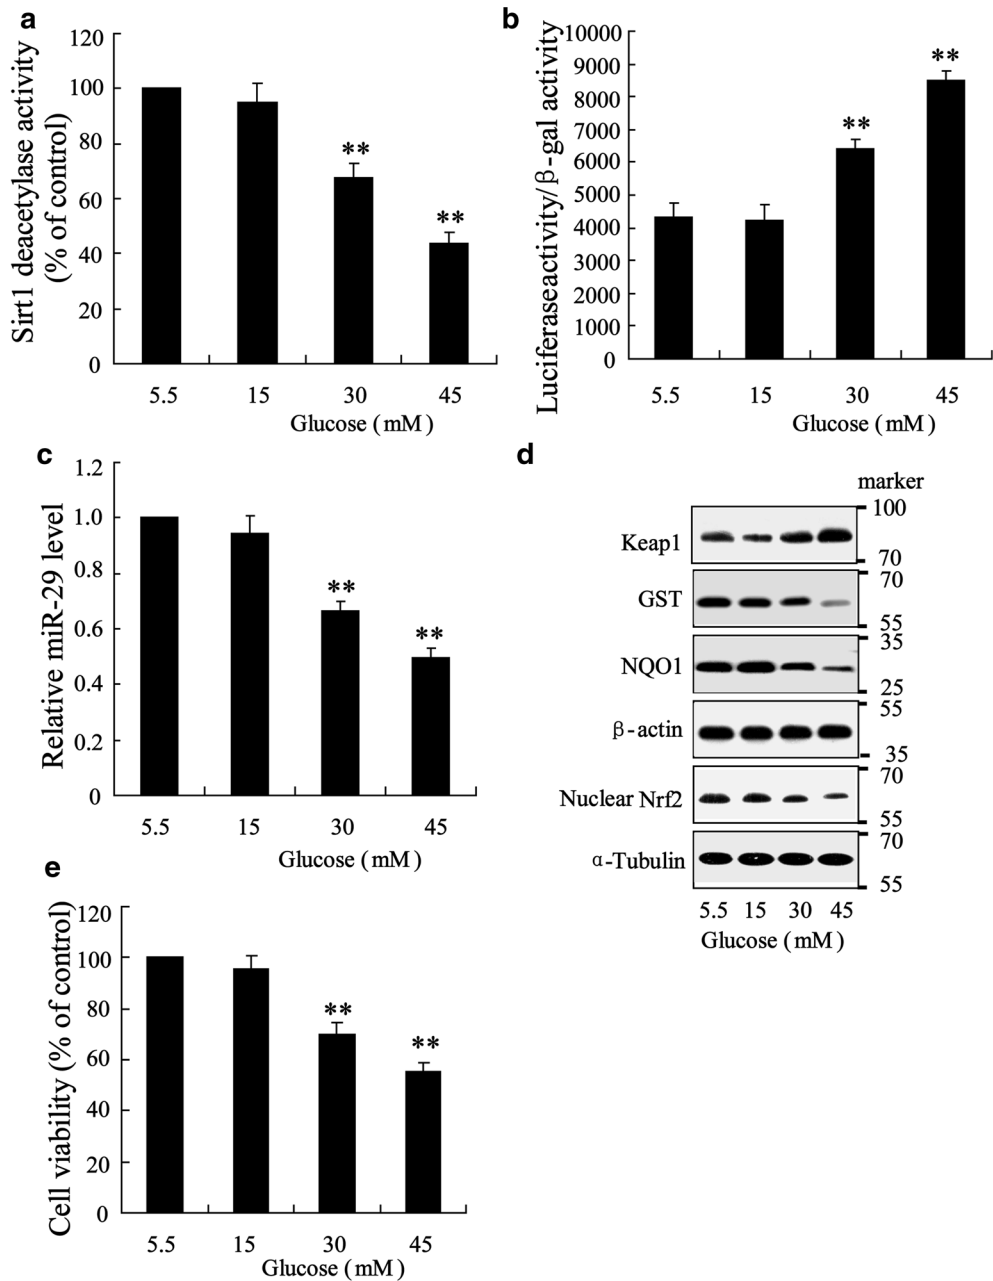 a
Sirt1 deacetylase activity
(% of control)
120
100
80
60
40
20
0
**
**
5.5 15 30 45
Glucose (mM)
b
Luciferaseactivity/β-gal activity
10000
9000
8000
7000
6000
5000
4000
3000
2000
1000
0
**
**
5.5 15 30 45
Glucose (mM)
c
Relative miR-29 level
1.2
1.0
0.8
0.6
0.4
0.2
0
**
**
5.5 15 30 45
Glucose (mM)
d
marker
Keap1
100
70
GST
70
55
NQO1
35
25
β-actin
55
35
Nuclear Nrf2
70
55
α-Tubulin
70
55
5.5 15 30 45
Glucose (mM)
e
Cell viability (% of control)
120
100
80
60
40
20
0
**
**
5.5 15 30 45
Glucose (mM)